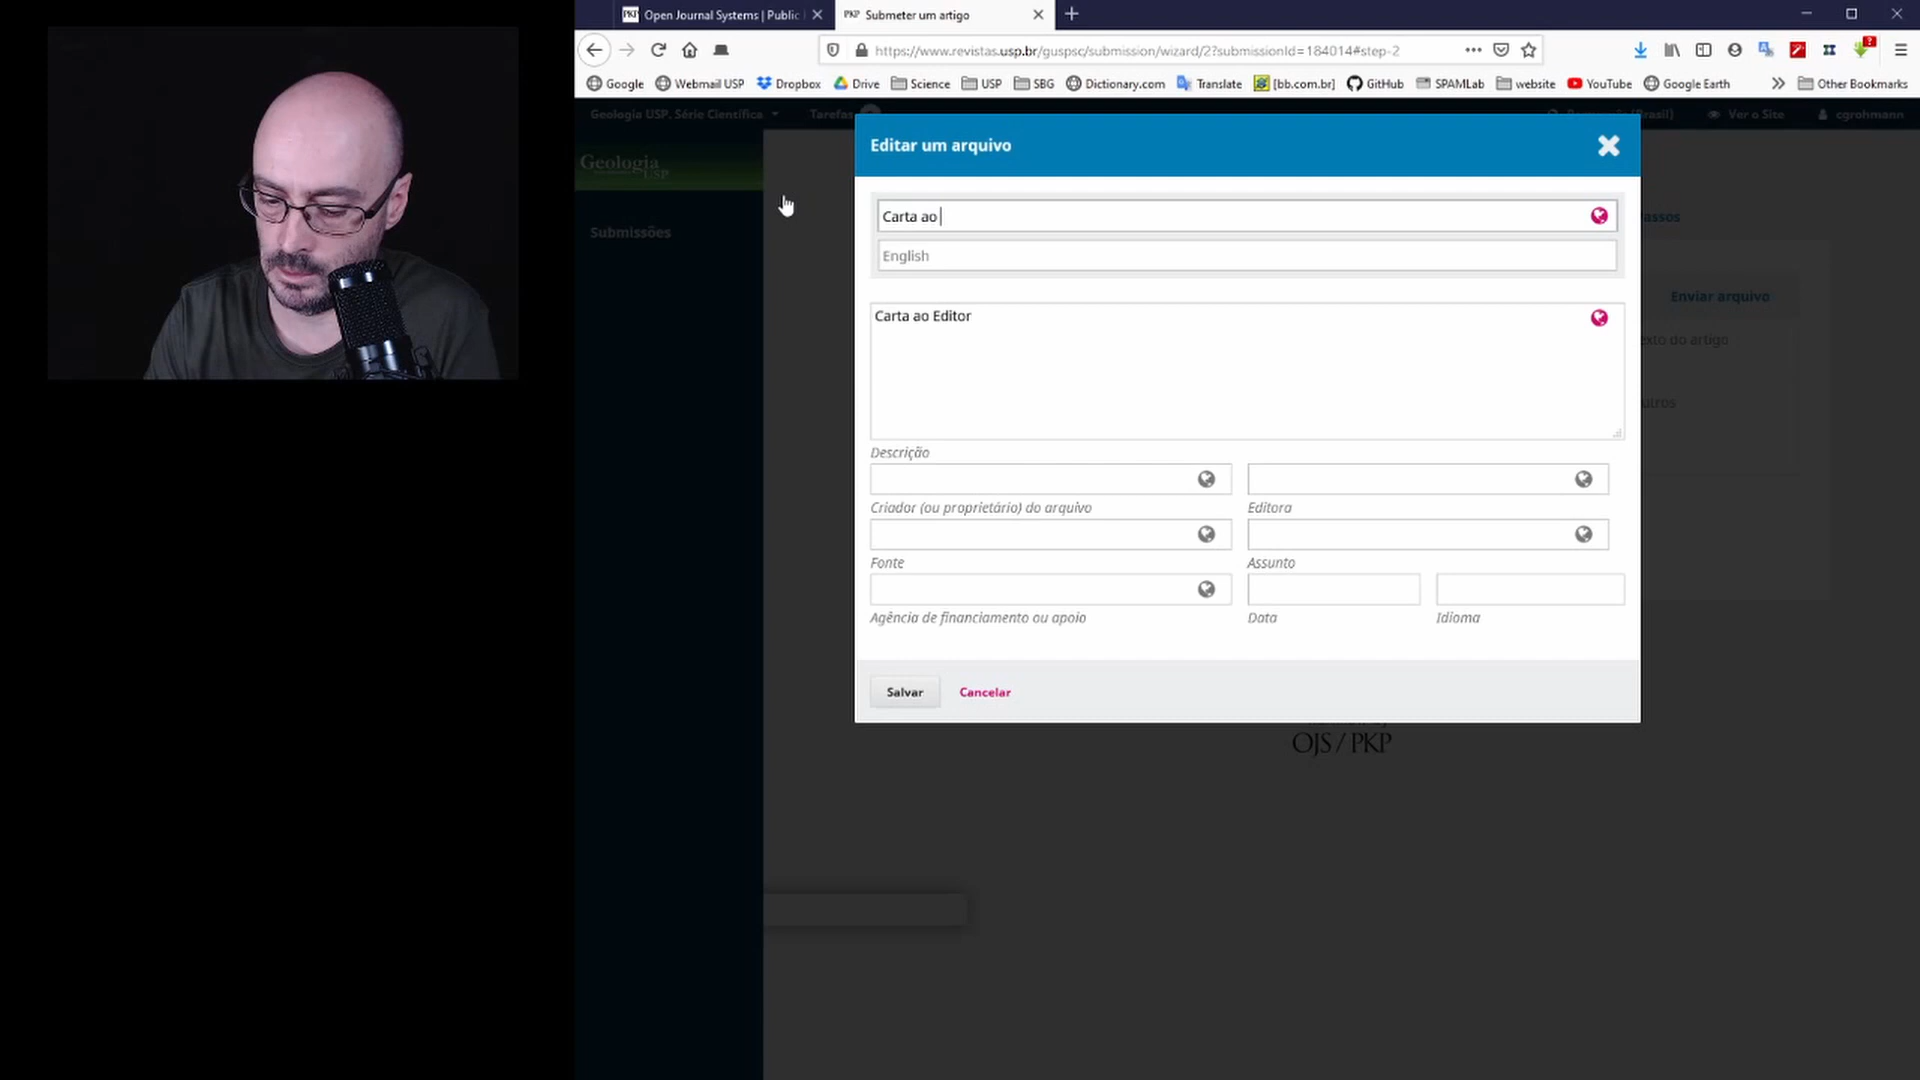 Open Journal Systems | Public
Submeter um artigo
https://www.revistas.usp.br/guspsc/submission/wizard/2?submissionId=184014#step-2
Google Webmail USP Dropbox Drive Science USP SBG Dictionary.com Translate [bb.com.br] GitHub SPAMLab website YouTube Google Earth Other Bookmarks
Geologia USP. Série Científica Tarefas (Brasil) Ver o Site cgrohmann
Editar um arquivo
Geologia
USP
Submissões
Carta ao
English
Carta ao Editor
Descrição
Criador (ou proprietário) do arquivo
Editora
Fonte
Assunto
Agência de financiamento ou apoio
Data
Idioma
Salvar
Cancelar
Enviar arquivo
do artigo
OJS / PKP